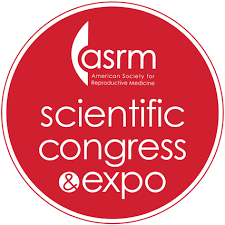 asrm
American Society for
Reproductive Medicine
scientific
congress
&expo